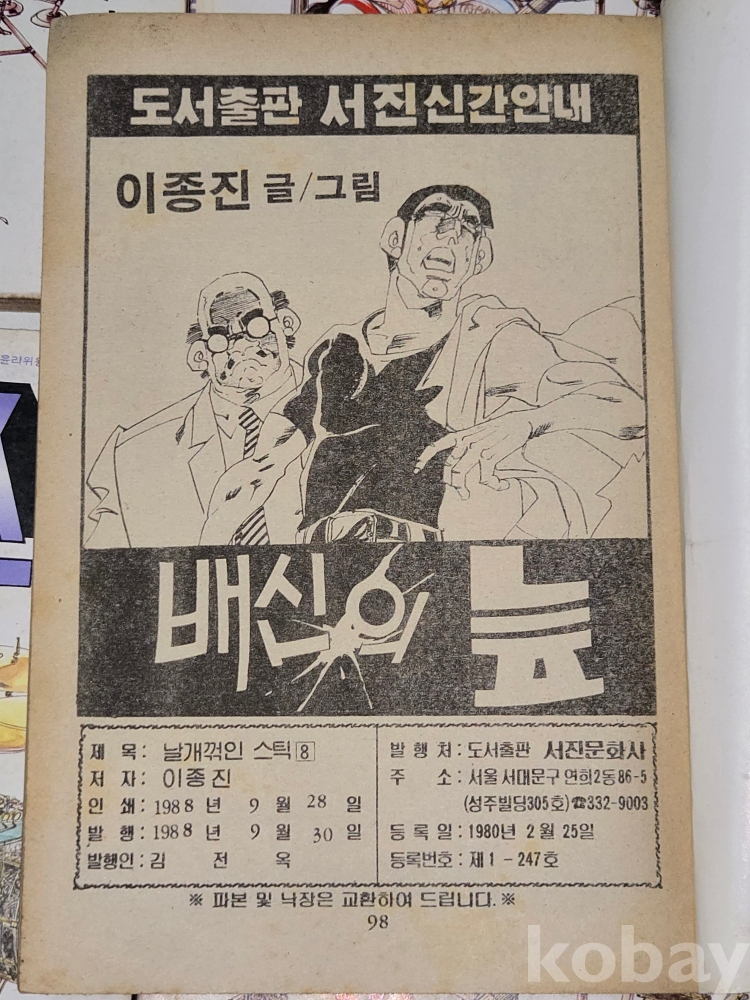 도서출판 서진신간안내
이종진 글/그림
배신의 늪
제 목: 날개꺾인 스틱 8
저 자: 이종진
인 쇄: 1988 년 9 월 28 일
발 행: 1988 년 9 월 30 일
발행인: 김 전 옥
발 행 처: 도서출판 서진문화사
주 소: 서울 서대문구 연희2동 86-5
(성주빌딩305호)☎332-9003
등 록 일: 1980년 2 월 25일
등록번호: 제 1 - 247호
※ 파본 및 낙장은 교환하여 드립니다. ※
98
윤리위원
kobay